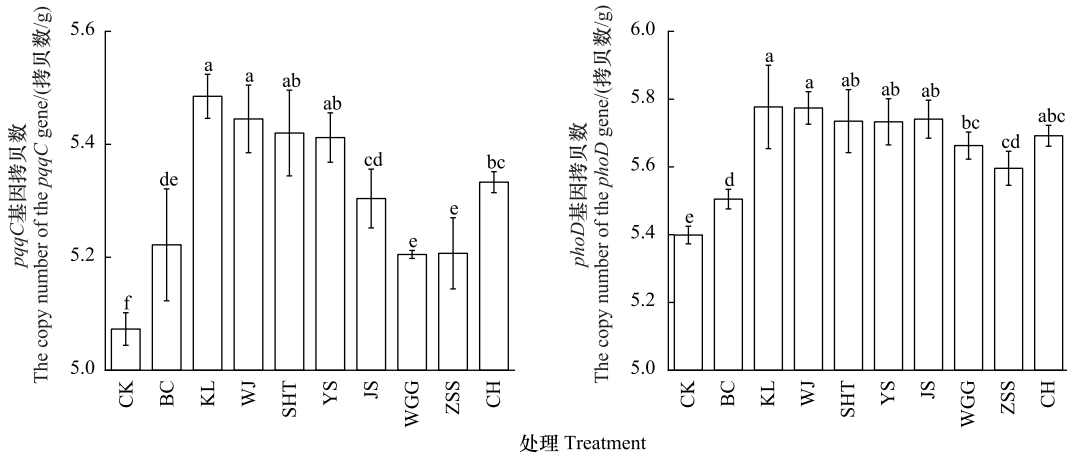 pqqC基因拷贝数
The copy number of the pqqC gene/(拷贝数/g)
5.6
5.4
5.2
5.0
f
de
a
a
ab
ab
cd
e
e
bc
CK
BC
KL
WJ
SHT
YS
JS
WGG
ZSS
CH
phoD基因拷贝数
The copy number of the phoD gene/(拷贝数/g)
6.0
5.8
5.6
5.4
5.2
5.0
e
d
a
a
ab
ab
ab
bc
cd
abc
CK
BC
KL
WJ
SHT
YS
JS
WGG
ZSS
CH
处理 Treatment